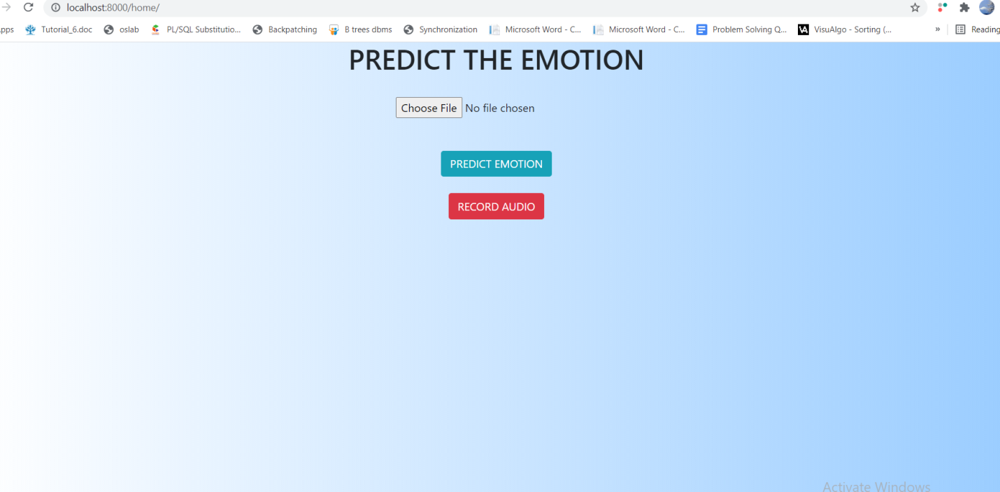 localhost:8000/home/
pps Tutorial_6.doc oslab PL/SQL Substitutio... Backpatching B trees dbms Synchronization Microsoft Word - C... Microsoft Word - C... Problem Solving Q... VisuAlgo - Sorting (... » Reading
PREDICT THE EMOTION
Choose File No file chosen
PREDICT EMOTION
RECORD AUDIO
Activate Windows